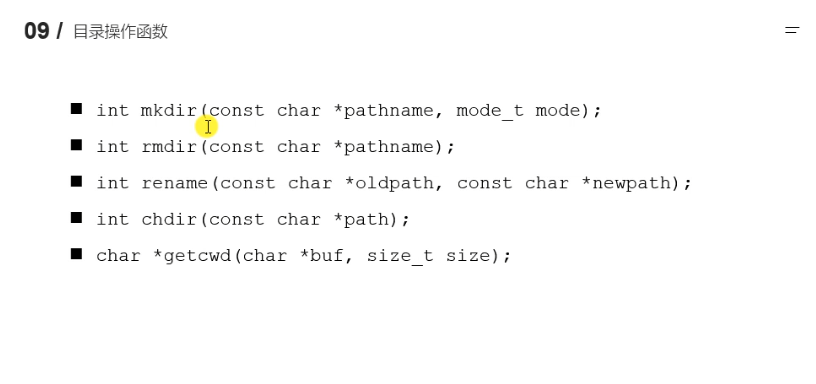 09 / 目录操作函数
int mkdir(const char *pathname, mode_t mode);
int rmdir(const char *pathname);
int rename(const char *oldpath, const char *newpath);
int chdir(const char *path);
char *getcwd(char *buf, size_t size);